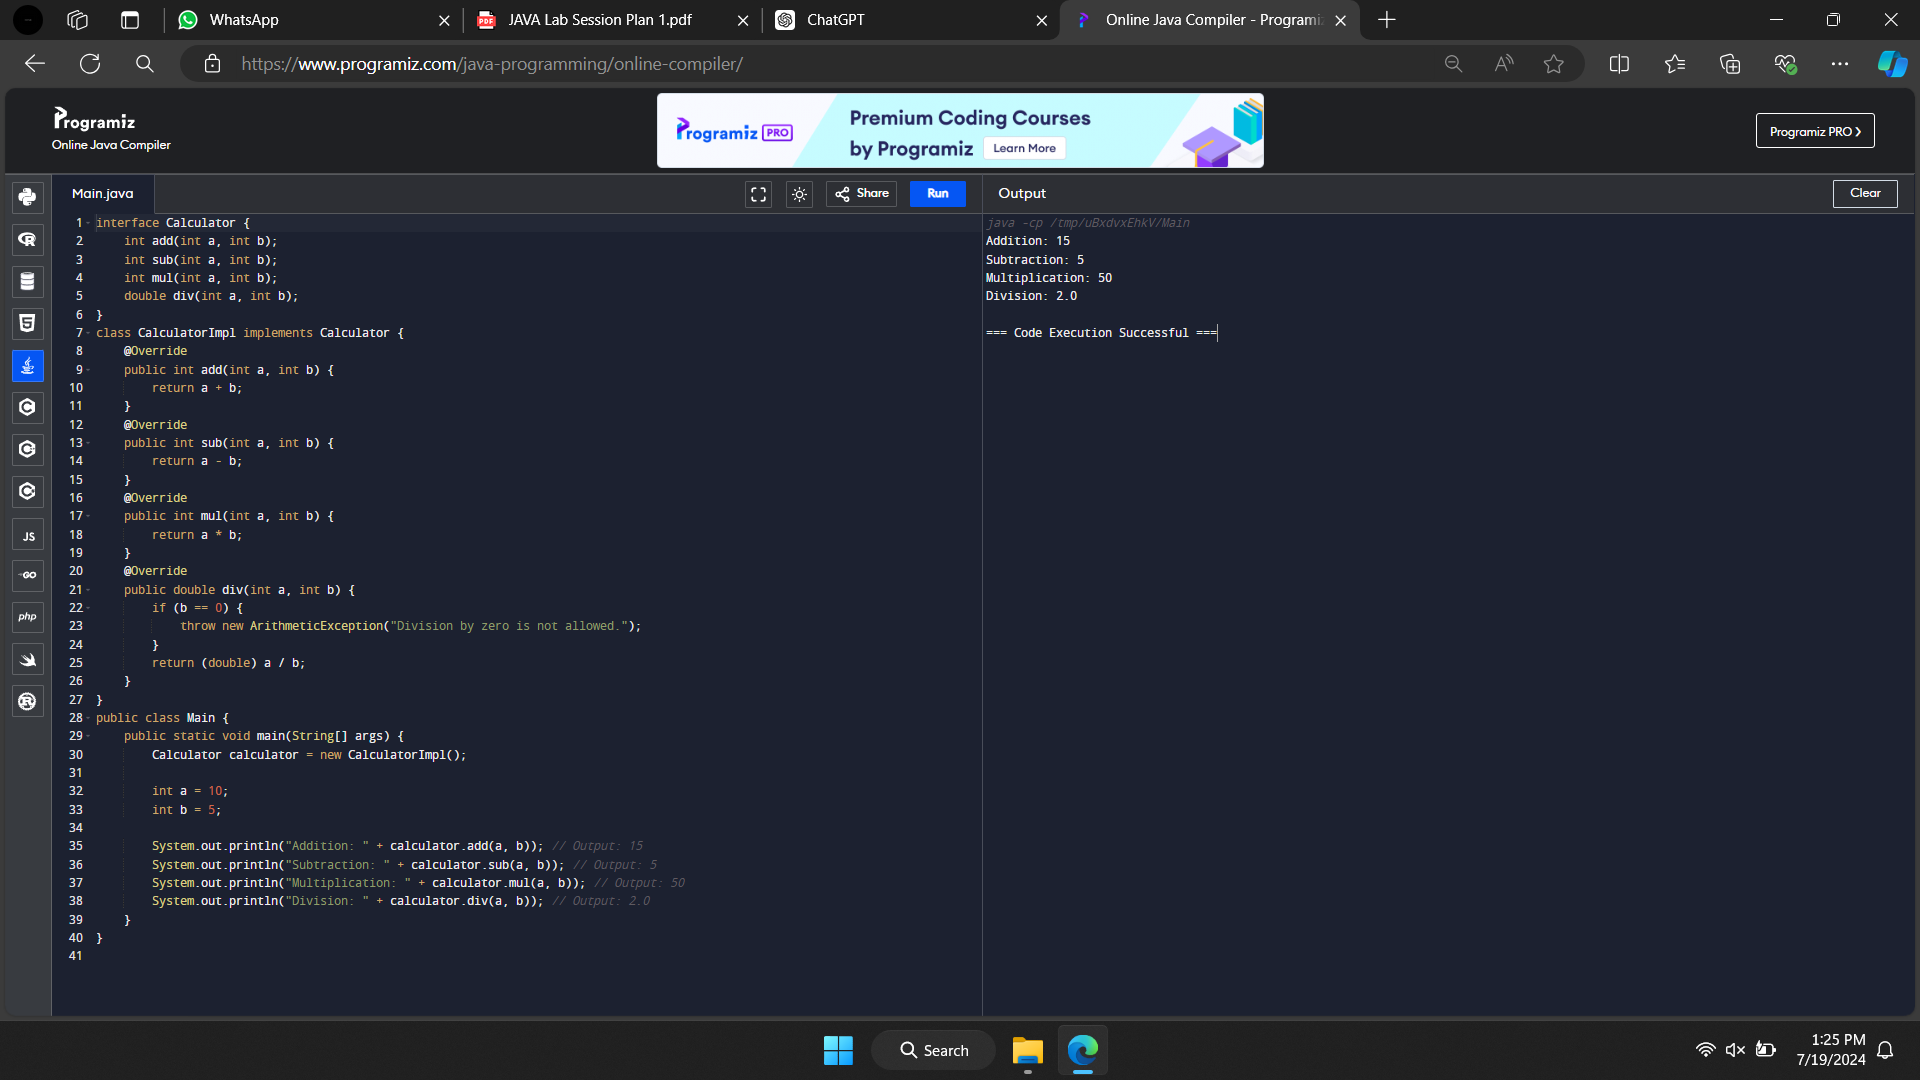 WhatsApp
JAVA Lab Session Plan 1.pdf
ChatGPT
Online Java Compiler - Programiz
https://www.programiz.com/java-programming/online-compiler/
Programiz
Online Java Compiler
Programiz PRO
Premium Coding Courses
by Programiz
Learn More
Programiz PRO ›
Main.java
Share
Run
Output
Clear
1 interface Calculator {
2     int add(int a, int b);
3     int sub(int a, int b);
4     int mul(int a, int b);
5     double div(int a, int b);
6 }
7 class CalculatorImpl implements Calculator {
8     @Override
9     public int add(int a, int b) {
10         return a + b;
11     }
12     @Override
13     public int sub(int a, int b) {
14         return a - b;
15     }
16     @Override
17     public int mul(int a, int b) {
18         return a * b;
19     }
20     @Override
21     public double div(int a, int b) {
22         if (b == 0) {
23             throw new ArithmeticException("Division by zero is not allowed.");
24         }
25         return (double) a / b;
26     }
27 }
28 public class Main {
29     public static void main(String[] args) {
30         Calculator calculator = new CalculatorImpl();
31
32         int a = 10;
33         int b = 5;
34
35         System.out.println("Addition: " + calculator.add(a, b)); // Output: 15
36         System.out.println("Subtraction: " + calculator.sub(a, b)); // Output: 5
37         System.out.println("Multiplication: " + calculator.mul(a, b)); // Output: 50
38         System.out.println("Division: " + calculator.div(a, b)); // Output: 2.0
39     }
40 }
41
java -cp /tmp/uBxdvxEhkV/Main
Addition: 15
Subtraction: 5
Multiplication: 50
Division: 2.0
=== Code Execution Successful ===
JS
GO
php
Search
1:25 PM
7/19/2024